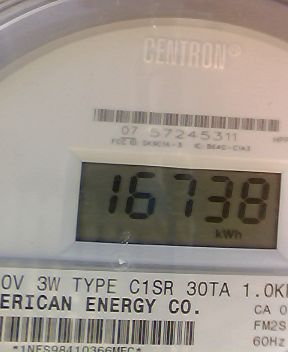 CENTRON®
07 57245311
16738
kWh
0V 3W TYPE C1SR 30TA 1.0K
ERICAN ENERGY CO.
CA 0
FM2S
60Hz